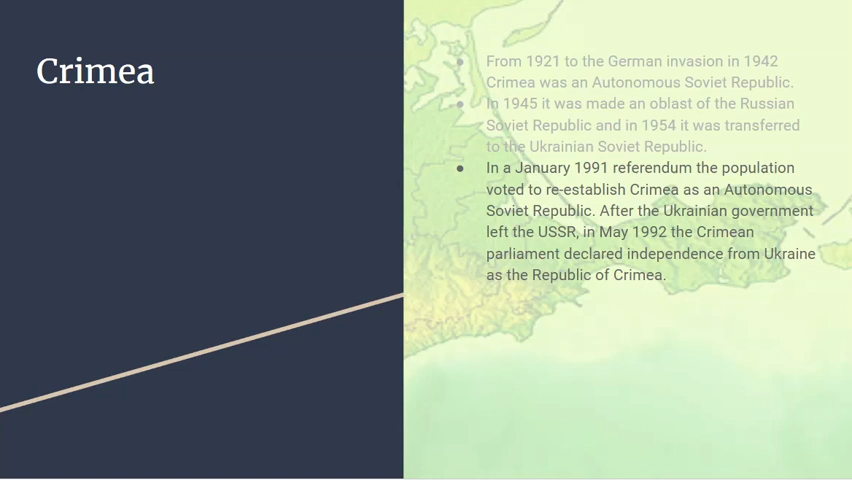 Crimea
● From 1921 to the German invasion in 1942
Crimea was an Autonomous Soviet Republic.
● In 1945 it was made an oblast of the Russian
Soviet Republic and in 1954 it was transferred
to the Ukrainian Soviet Republic.
● In a January 1991 referendum the population
voted to re-establish Crimea as an Autonomous
Soviet Republic. After the Ukrainian government
left the USSR, in May 1992 the Crimean
parliament declared independence from Ukraine
as the Republic of Crimea.